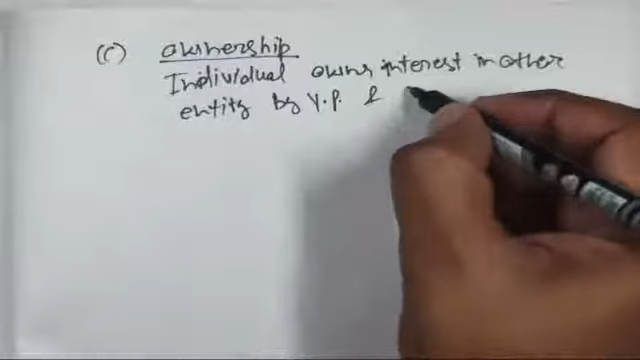 (C) ownership
Individual owns interest in other
entity by V.P. &